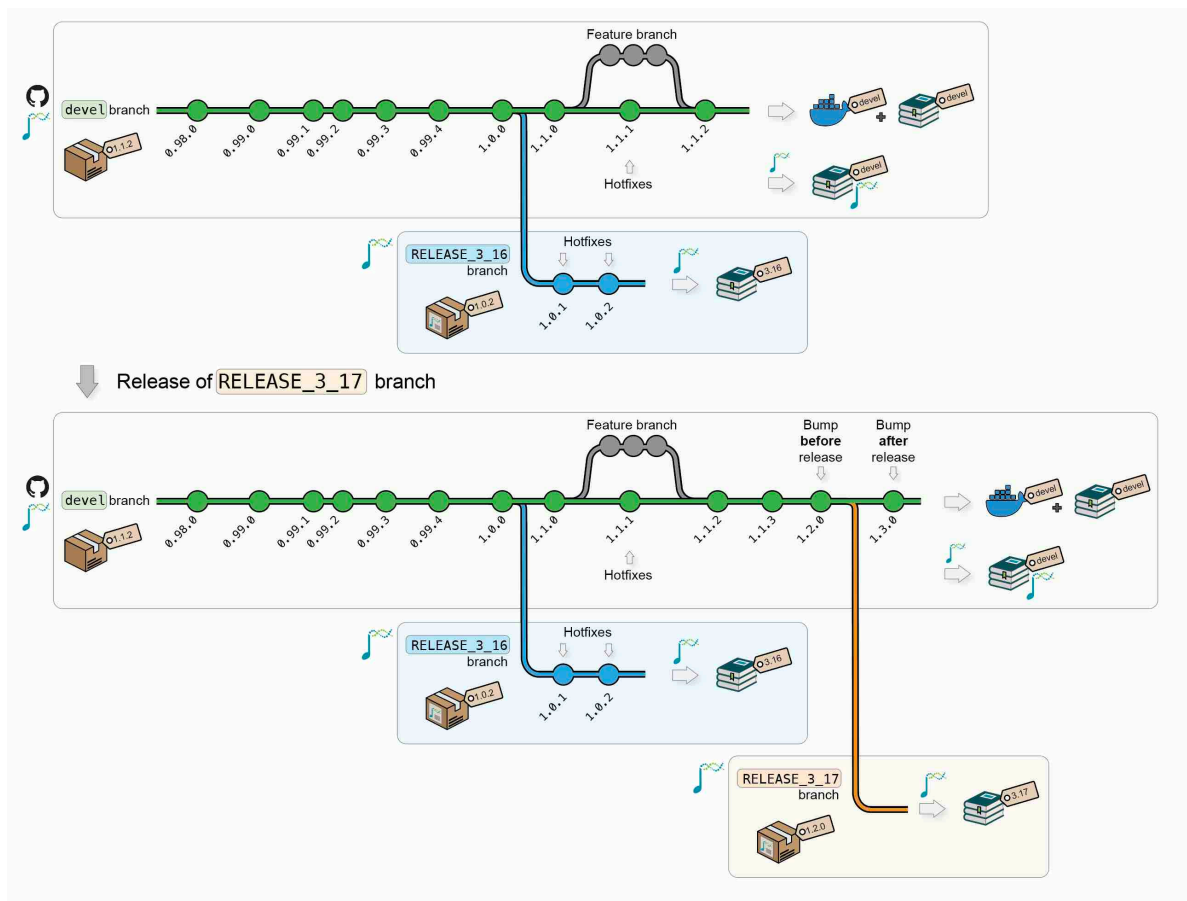 Feature branch
devel branch
devel
devel
0.98.0
0.99.0
0.99.1
0.99.2
0.99.3
0.99.4
1.0.0
1.1.0
1.1.1
1.1.2
1.1.2
Hotfixes
devel
RELEASE_3_16
branch
Hotfixes
3.16
1.0.2
1.0.1
1.0.2
Release of RELEASE_3_17 branch
Feature branch
Bump
before
release
Bump
after
release
devel branch
devel
devel
0.98.0
0.99.0
0.99.1
0.99.2
0.99.3
0.99.4
1.0.0
1.1.0
1.1.1
1.1.2
1.1.3
1.2.0
1.3.0
1.1.2
Hotfixes
devel
RELEASE_3_16
branch
Hotfixes
3.16
1.0.2
1.0.1
1.0.2
RELEASE_3_17
branch
3.17
1.2.0